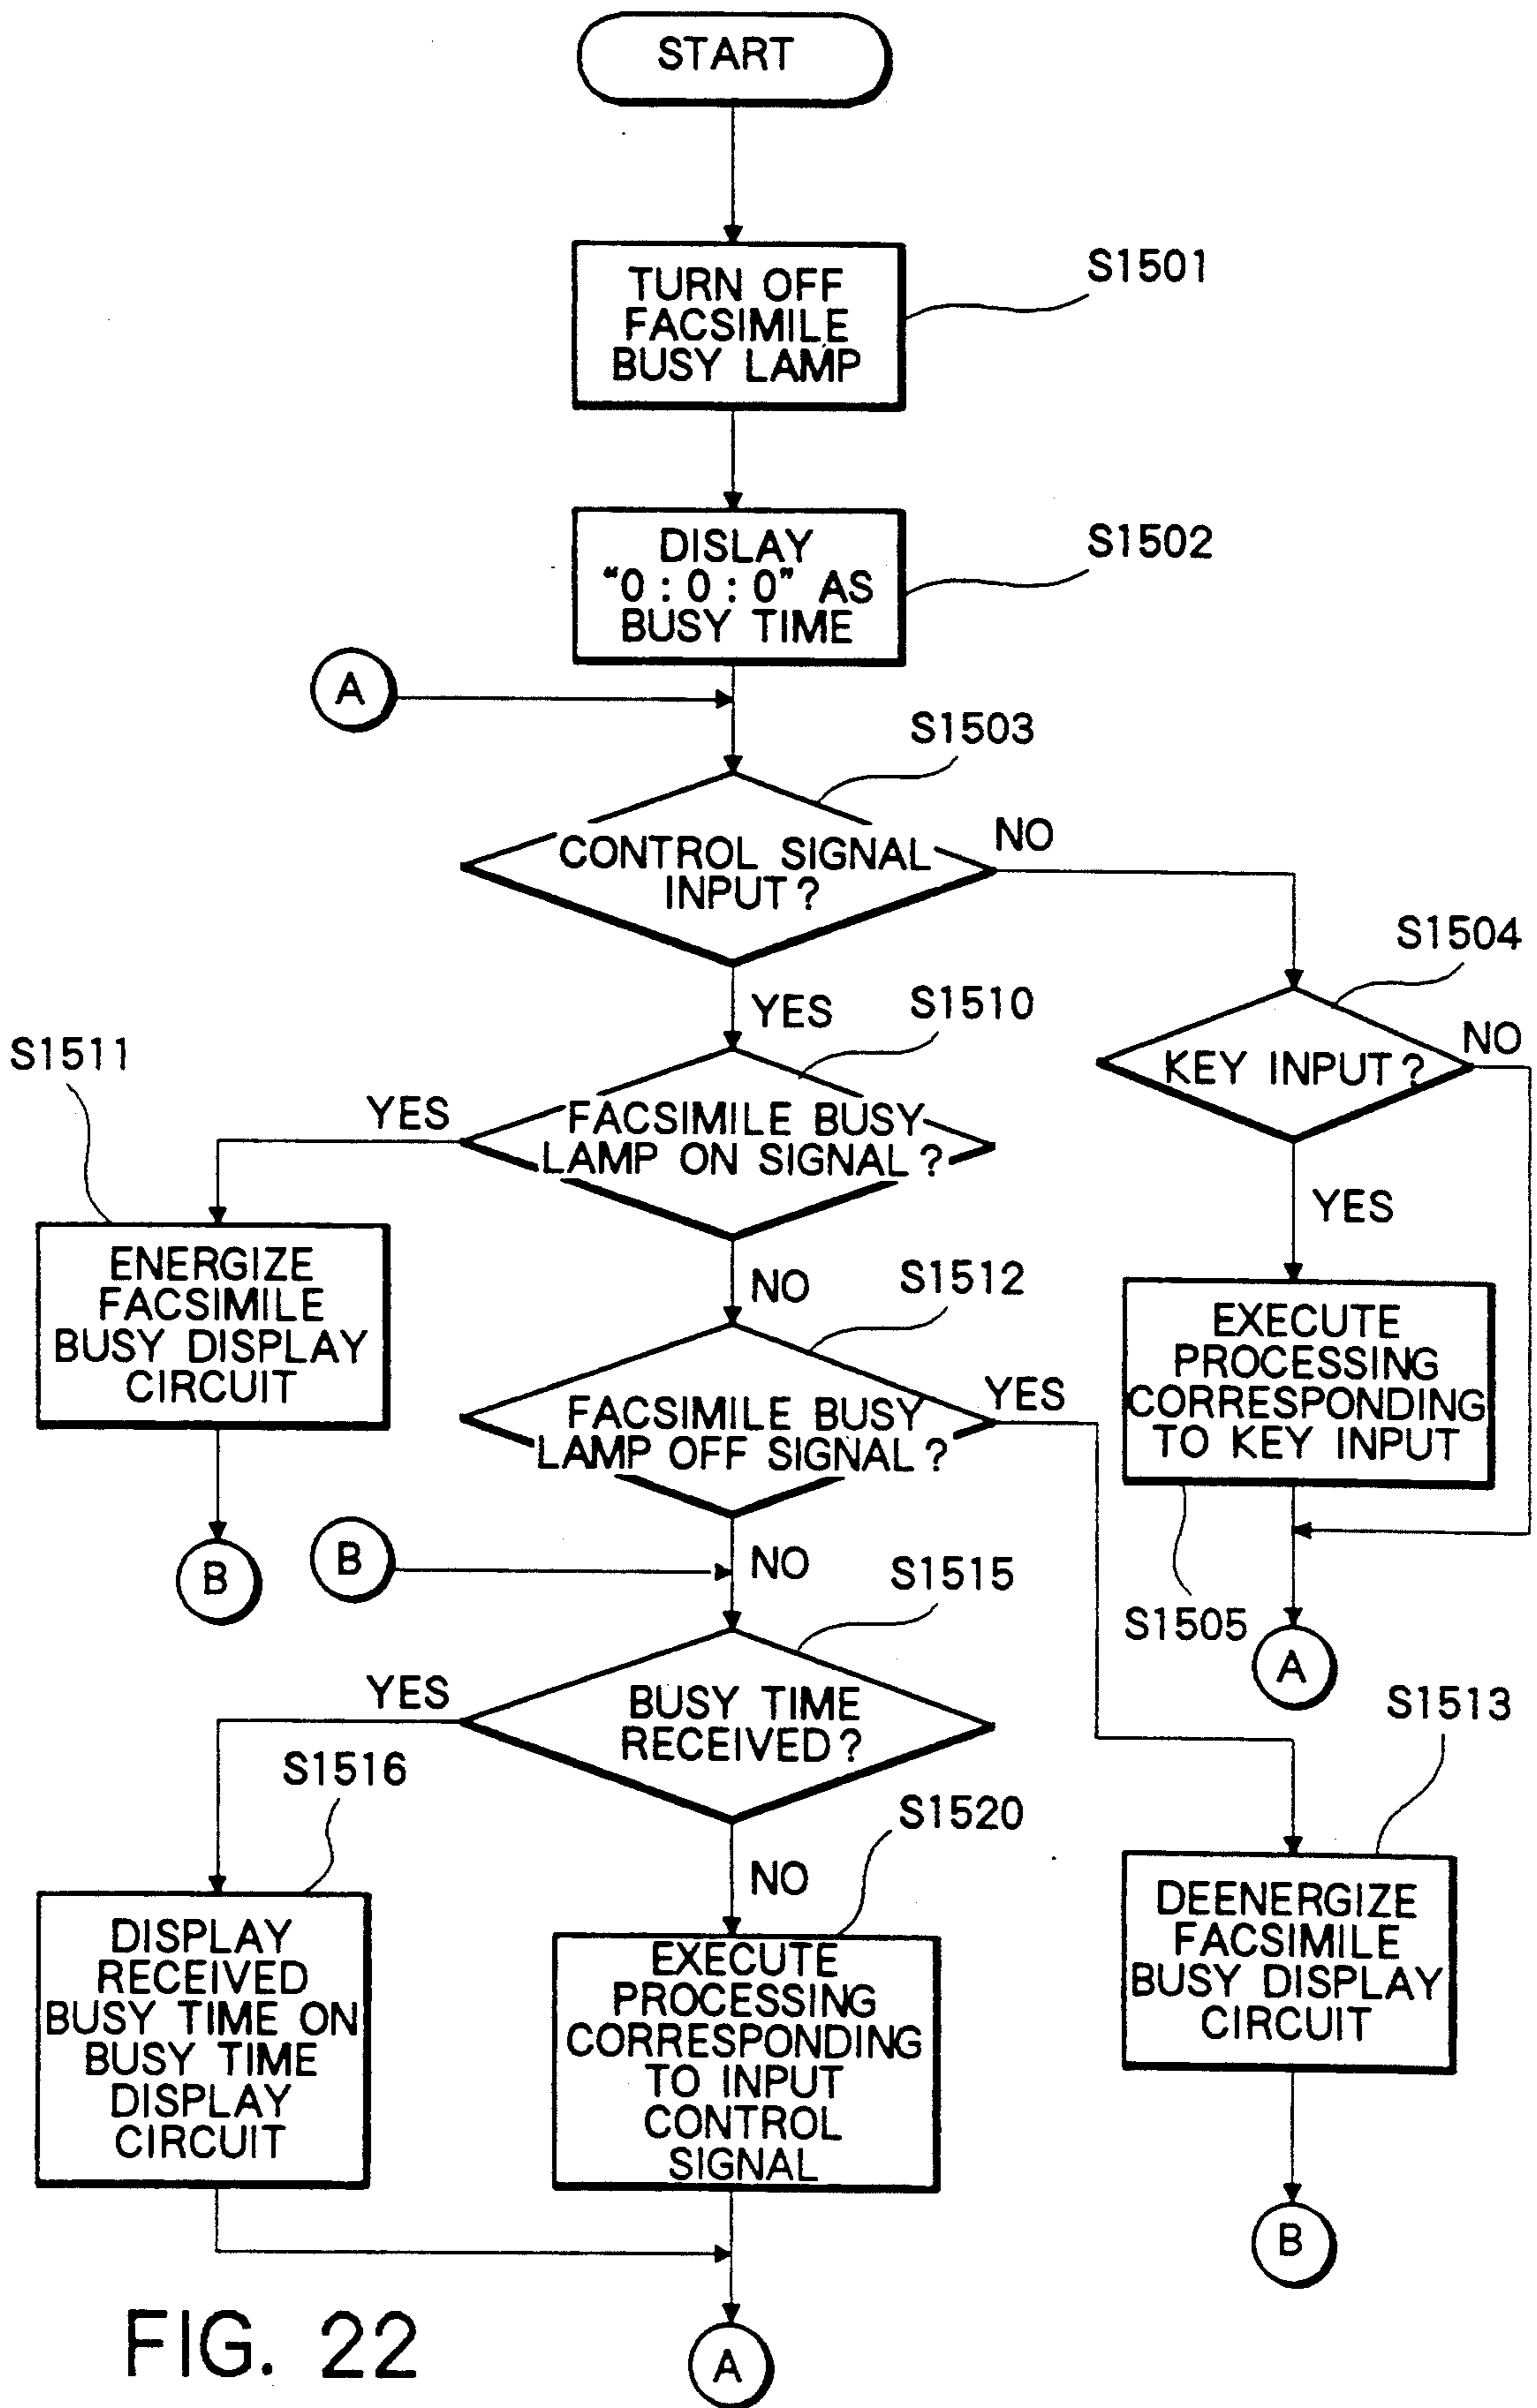 START
TURN OFF
FACSIMILE
BUSY LAMP
S1501
DISLAY
“0 : 0 : 0” AS
BUSY TIME
S1502
A
S1503
CONTROL SIGNAL
INPUT?
NO
YES
S1504
KEY INPUT?
NO
YES
S1510
FACSIMILE BUSY
LAMP ON SIGNAL?
YES
NO
S1511
ENERGIZE
FACSIMILE
BUSY DISPLAY
CIRCUIT
B
EXECUTE
PROCESSING
CORRESPONDING
TO KEY INPUT
S1505
A
S1512
FACSIMILE BUSY
LAMP OFF SIGNAL?
YES
NO
B
S1515
BUSY TIME
RECEIVED?
YES
NO
S1513
DEENERGIZE
FACSIMILE
BUSY DISPLAY
CIRCUIT
B
S1516
DISPLAY
RECEIVED
BUSY TIME ON
BUSY TIME
DISPLAY
CIRCUIT
S1520
EXECUTE
PROCESSING
CORRESPONDING
TO INPUT
CONTROL
SIGNAL
A
FIG. 22